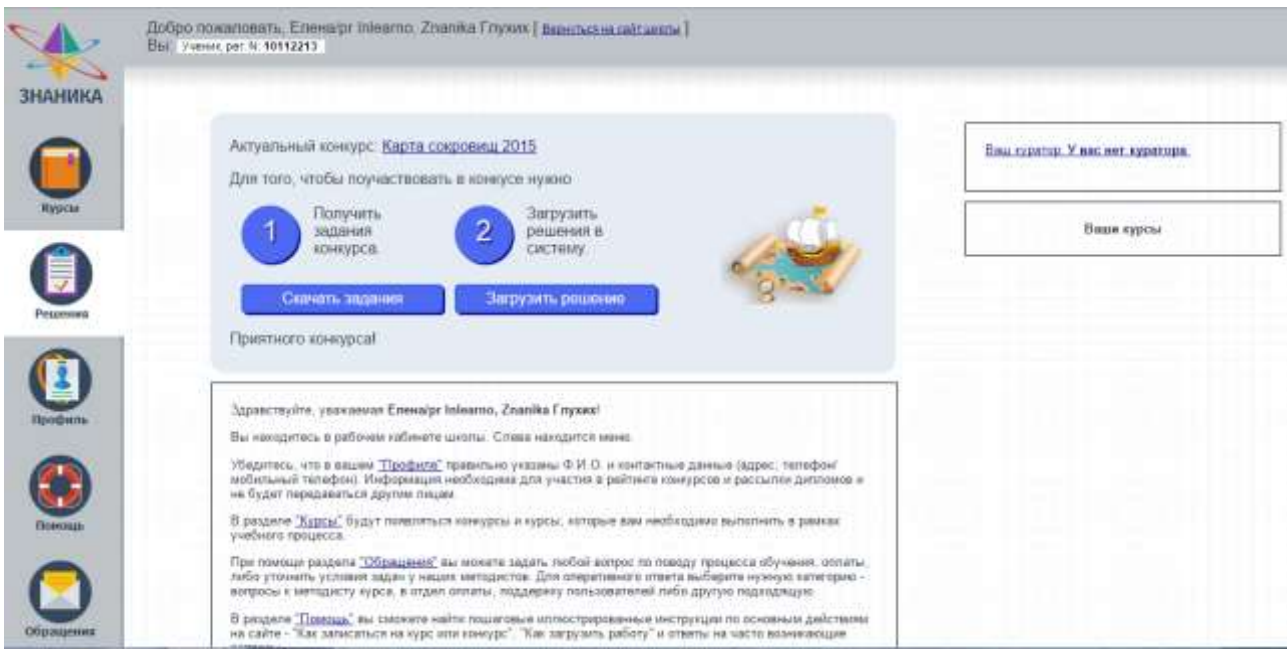 Добро пожаловать, Елена/pr Inlearno, Znanika Глухих [ Вернуться на сайт школы ]
Вы: Ученик, рег. N: 10112213
ЗНАНИКА
Курсы
Решения
Профиль
Помощь
Обращения
Актуальный конкурс: Карта сокровищ 2015
Для того, чтобы поучаствовать в конкусе нужно
1
Получить
задания
конкурса.
2
Загрузить
решения в
систему.
Скачать задания
Загрузить решение
Приятного конкурса!
Ваш куратор: У вас нет куратора
Ваши курсы
Здравствуйте, уважаемая Елена/pr Inlearno, Znanika Глухих!
Вы находитесь в рабочем кабинете школы. Слева находится меню.
Убедитесь, что в вашем "Профиле" правильно указаны Ф.И.О. и контактные данные (адрес, телефон/
мобильный телефон). Информация необходима для участия в рейтинге конкурсов и рассылки дипломов и
не будет передаваться другим лицам.
В разделе "Курсы" будут появляться конкурсы и курсы, которые вам необходимо выполнить в рамках
учебного процесса.
При помощи раздела "Обращения" вы можете задать любой вопрос по поводу процесса обучения, оплаты,
либо уточнить условия задач у наших методистов. Для оперативного ответа выберите нужную категорию -
вопросы к методисту курса, в отдел оплаты, поддержку пользователей либо другую подходящую.
В разделе "Помощь" вы сможете найти пошаговые иллюстрированные инструкции по основным действиям
на сайте - "Как записаться на курс или конкурс", "Как загрузить работу" и ответы на часто возникающие